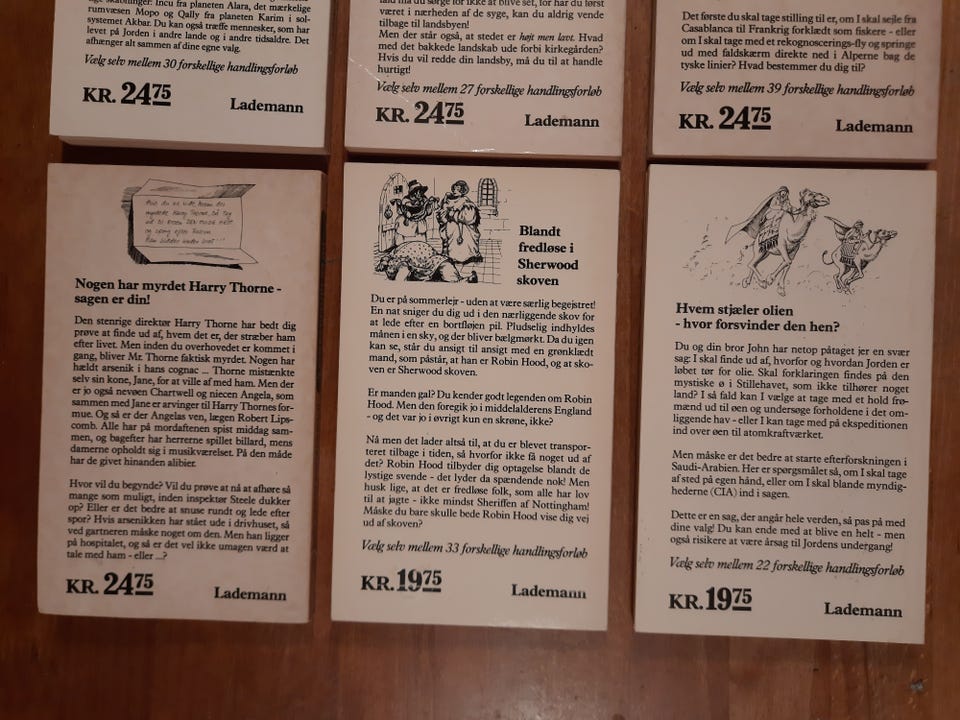 tige skabninger: Incu fra planeten Alara, det mærkelige
rumvæsen Mopo og Qally fra planeten Karim i sol-
systemet Akbar. Du kan også træffe mennesker, som har
levet på Jorden i andre lande og i andre tidsaldre. Det
afhænger alt sammen af dine egne valg.
Vælg selv mellem 30 forskellige handlingsforløb
KR. 2475
Lademann
fald må du sørge for ikke at blive set, for har du først
været i nærheden af de syge, kan du aldrig vende
tilbage til landsbyen!
Men der står også, at stedet er højt men lavt. Hvad
med det bakkede landskab ude forbi kirkegården?
Hvis du vil redde din landsby, må du til at handle
hurtigt!
Vælg selv mellem 27 forskellige handlingsforløb
KR. 2475
Lademann
Det første du skal tage stilling til er, om I skal sejle fra
Casablanca til Frankrig forklædt som fiskere - eller
om I skal tage med et rekognoscerings-fly og springe
ud med faldskærm direkte ned i Alperne bag de
tyske linier? Hvad bestemmer du dig til?
Vælg selv mellem 39 forskellige handlingsforløb
KR. 2475
Lademann
Nogen har myrdet Harry Thorne -
sagen er din!
Den stenrige direktør Harry Thorne har bedt dig
prøve at finde ud af, hvem det er, der stræber ham
efter livet. Men inden du overhovedet er kommet i
gang, bliver Mr. Thorne faktisk myrdet. Nogen har
hældt arsenik i hans cognac ... Thorne mistænkte
selv sin kone, Jane, for at ville af med ham. Men der
er jo også nevøen Chartwell og niecen Angela, som
sammen med Jane er arvinger til Harry Thornes for-
mue. Og så er der Angelas ven, lægen Robert Lips-
comb. Alle har på mordaftenen spist middag sam-
men, og bagefter har herrerne spillet billard, mens
damerne opholdt sig i musikværelset. På den måde
har de givet hinanden alibier.
Hvor vil du begynde? Vil du prøve at nå at afhøre så
mange som muligt, inden inspektør Steele dukker
op? Eller er det bedre at snuse rundt og lede efter
spor? Hvis arsenikken har stået ude i drivhuset, så
ved gartneren måske noget om den. Men han ligger
på hospitalet, og så er det vel ikke umagen værd at
tale med ham - eller ...?
KR. 2475
Lademann
Blandt
fredløse i
Sherwood
skoven
Du er på sommerlejr - uden at være særlig begejstret!
En nat sniger du dig ud i den nærliggende skov for
at lede efter en bortfløjen pil. Pludselig indhyldes
månen i en sky, og der bliver bælgmørkt. Da du igen
kan se, står du ansigt til ansigt med en grønklædt
mand, som påstår, at han er Robin Hood, og at sko-
ven er Sherwood skoven.
Er manden gal? Du kender godt legenden om Robin
Hood. Men den foregik jo i middelalderens England
- og det var jo i øvrigt kun en skrøne, ikke?
Nå men det lader altså til, at du er blevet transpor-
teret tilbage i tiden, så hvorfor ikke få noget ud af
det? Robin Hood tilbyder dig optagelse blandt de
lystige svende - det lyder da spændende nok! Men
husk lige, at det er fredløse folk, som alle har lov
til at jagte - ikke mindst Sheriffen af Nottingham!
Måske du bare skulle bede Robin Hood vise dig vej
ud af skoven?
Vælg selv mellem 33 forskellige handlingsforløb
KR. 1975
Lademann
Hvem stjæler olien
- hvor forsvinder den hen?
Du og din bror John har netop påtaget jer en svær
sag: I skal finde ud af, hvorfor og hvordan Jorden er
løbet tør for olie. Skal forklaringen findes på den
mystiske ø i Stillehavet, som ikke tilhører noget
land? I så fald kan I vælge at tage med et hold frø-
mænd ud til øen og undersøge forholdene i det om-
liggende hav - eller I kan tage med på ekspeditionen
ind over øen til atomkraftværket.
Men måske er det bedre at starte efterforskningen i
Saudi-Arabien. Her er spørgsmålet så, om I skal tage
af sted på egen hånd, eller om I skal blande myndig-
hederne (CIA) ind i sagen.
Dette er en sag, der angår hele verden, så pas på med
dine valg! Du kan ende med at blive en helt - men
også risikere at være årsag til Jordens undergang!
Vælg selv mellem 22 forskellige handlingsforløb
KR. 1975
Lademann